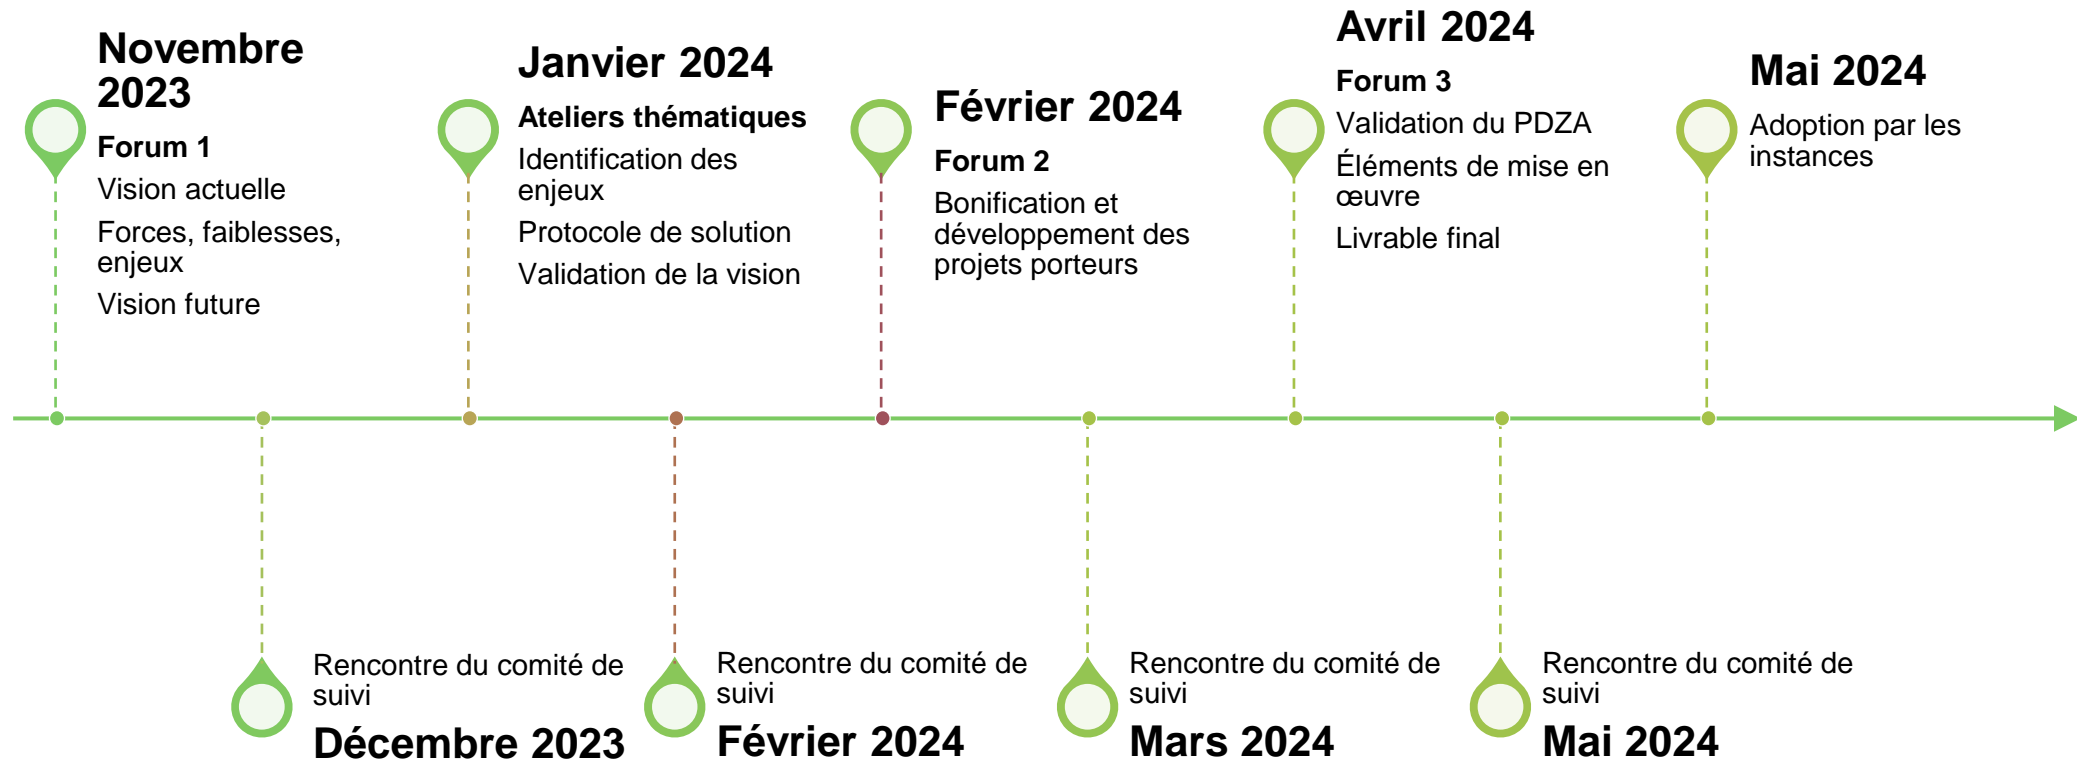 Novembre
2023
Forum 1
Vision actuelle
Forces, faiblesses,
enjeux
Vision future
Janvier 2024
Ateliers thématiques
Identification des
enjeux
Protocole de solution
Validation de la vision
Février 2024
Forum 2
Bonification et
développement des
projets porteurs
Avril 2024
Forum 3
Validation du PDZA
Éléments de mise en
œuvre
Livrable final
Mai 2024
Adoption par les
instances
Rencontre du comité de
suivi
Décembre 2023
Rencontre du comité de
suivi
Février 2024
Rencontre du comité de
suivi
Mars 2024
Rencontre du comité de
suivi
Mai 2024